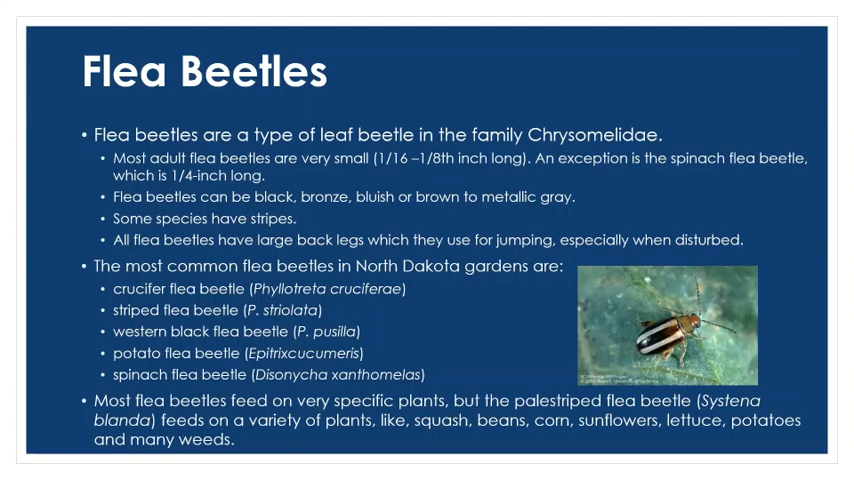 Flea Beetles
• Flea beetles are a type of leaf beetle in the family Chrysomelidae.
• Most adult flea beetles are very small (1/16 –1/8th inch long). An exception is the spinach flea beetle,
which is 1/4-inch long.
• Flea beetles can be black, bronze, bluish or brown to metallic gray.
• Some species have stripes.
• All flea beetles have large back legs which they use for jumping, especially when disturbed.
• The most common flea beetles in North Dakota gardens are:
• crucifer flea beetle (Phyllotreta cruciferae)
• striped flea beetle (P. striolata)
• western black flea beetle (P. pusilla)
• potato flea beetle (Epitrixcucumeris)
• spinach flea beetle (Disonycha xanthomelas)
• Most flea beetles feed on very specific plants, but the palestriped flea beetle (Systena
blanda) feeds on a variety of plants, like, squash, beans, corn, sunflowers, lettuce, potatoes
and many weeds.